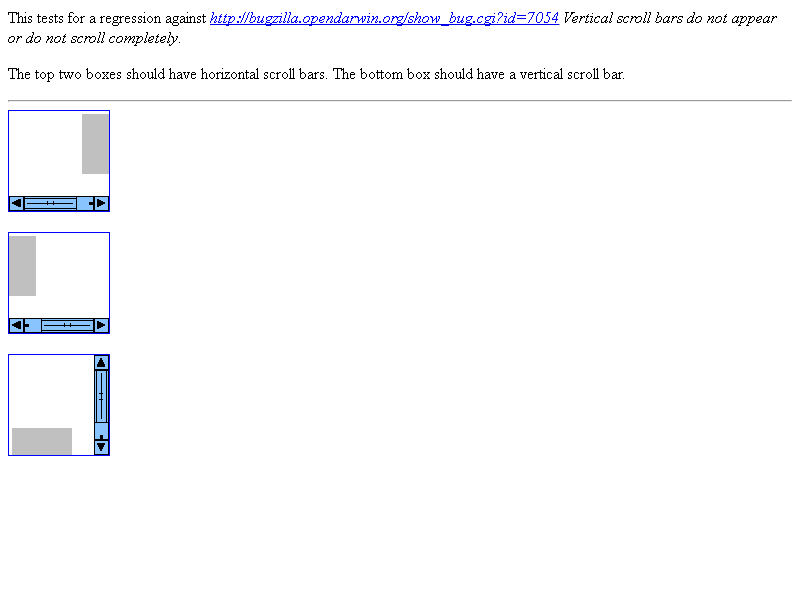 This tests for a regression against http://bugzilla.opendarwin.org/show_bug.cgi?id=7054 Vertical scroll bars do not appear
or do not scroll completely.
The top two boxes should have horizontal scroll bars. The bottom box should have a vertical scroll bar.